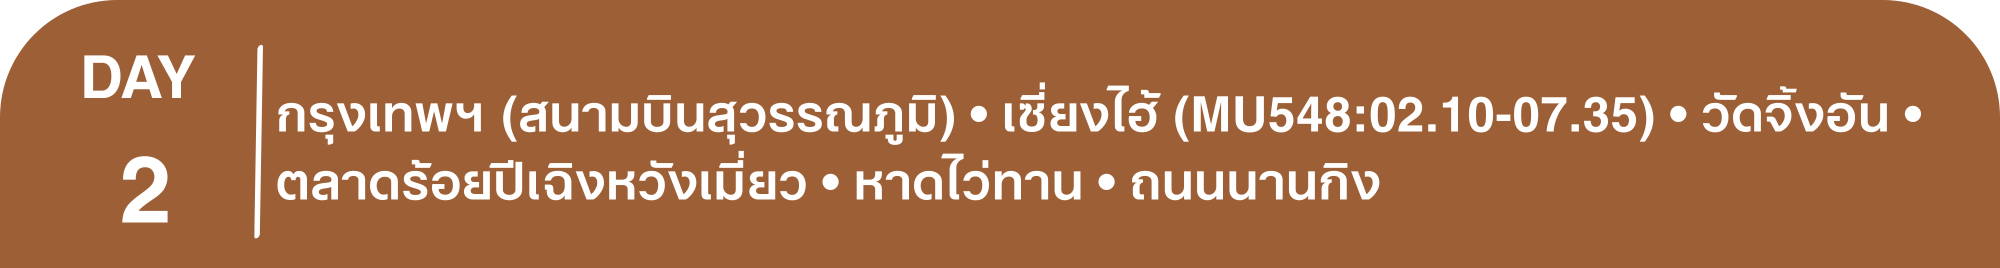 DAY
2
กรุงเทพฯ (สนามบินสุวรรณภูมิ) • เซี่ยงไฮ้ (MU548:02.10-07.35) • วัดจิ้งอัน •
ตลาดร้อยปีเฉิงหวังเมี่ยว • หาดไว่ทาน • ถนนนานกิง